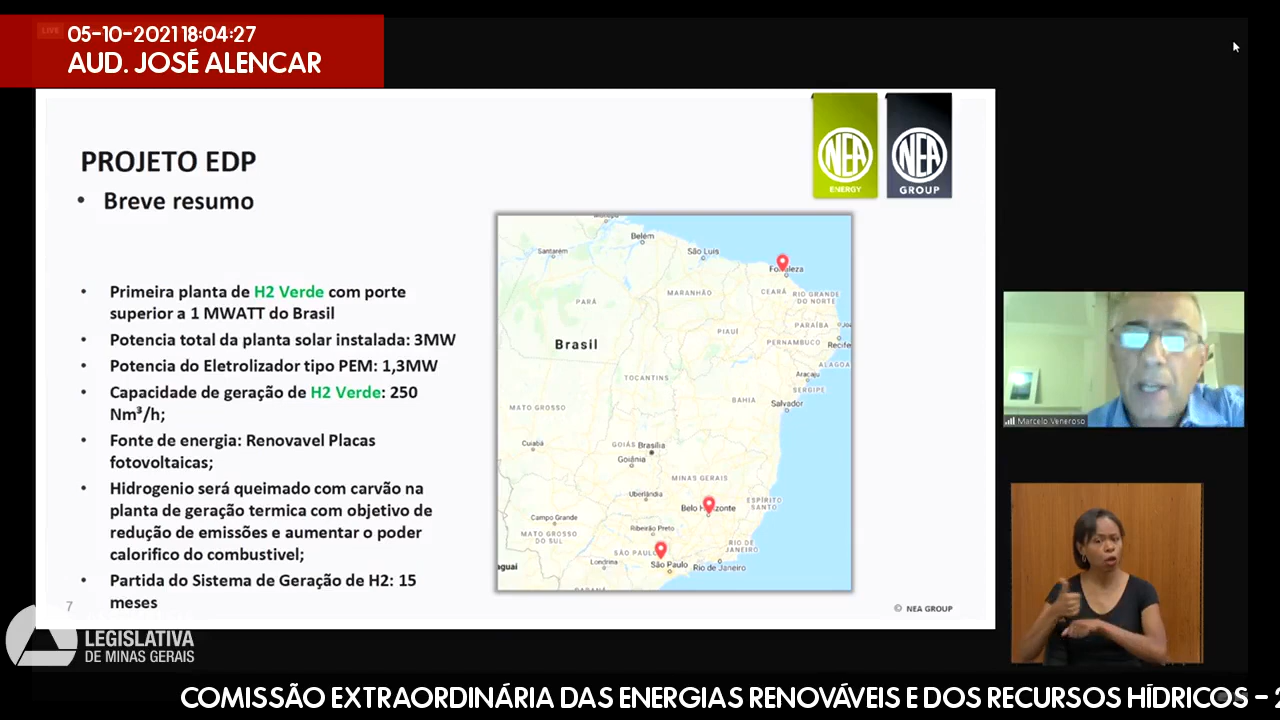 LIVE
05-10-2021 18:04:27
AUD. JOSÉ ALENCAR
PROJETO EDP
• Breve resumo
NEA
ENERGY
NEA
GROUP
• Primeira planta de H2 Verde com porte
superior a 1 MWATT do Brasil
• Potencia total da planta solar instalada: 3MW
• Potencia do Eletrolizador tipo PEM: 1,3MW
• Capacidade de geração de H2 Verde: 250
Nm³/h;
• Fonte de energia: Renovavel Placas
fotovoltaicas;
• Hidrogenio será queimado com carvão na
planta de geração termica com objetivo de
redução de emissões e aumentar o poder
calorifico do combustivel;
• Partida do Sistema de Geração de H2: 15
meses
Belém
Santarém
São Luis
Fortaleza
PARÁ
MARANHÃO
CEARÁ
RIO GRANDE
DO NORTE
PARAÍBA
Brasil
PIAUÍ
PERNAMBUCO
Recife
ALAGOA
TOCANTINS
Aracaju
SERGIPE
BAHIA
Salvador
MATO GROSSO
Cuiabá
GOIÁS
Brasília
Goiânia
MINAS GERAIS
Uberlândia
ESPÍRITO
SANTO
Belo Horizonte
Campo Grande
Ribeirão Preto
MATO GROSSO
DO SUL
SÃO PAULO
RIO DE
JANEIRO
Londrina
São Paulo
Rio de Janeiro
aguai
PARANÁ
7
© NEA GROUP
Marcelo Veneroso
LEGISLATIVA
DE MINAS GERAIS
COMISSÃO EXTRAORDINÁRIA DAS ENERGIAS RENOVÁVEIS E DOS RECURSOS HÍDRICOS - 2